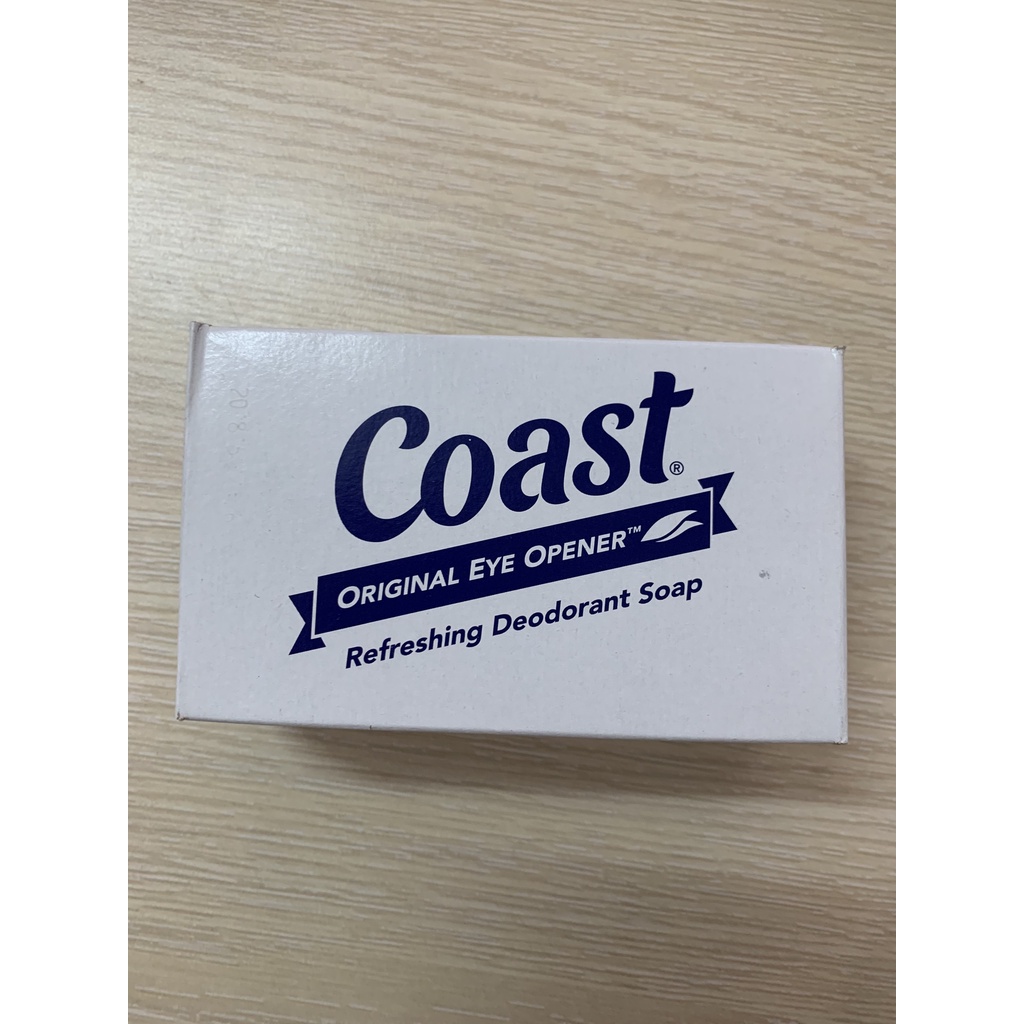 Coast®
ORIGINAL EYE OPENER™
Refreshing Deodorant Soap